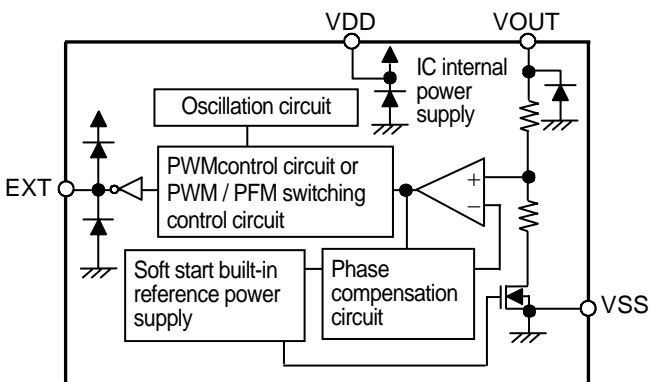 VDD
VOUT
IC internal
power
supply
Oscillation circuit
PWMcontrol circuit or
PWM / PFM switching
control circuit
EXT
+
−
Soft start built-in
reference power
supply
Phase
compensation
circuit
VSS